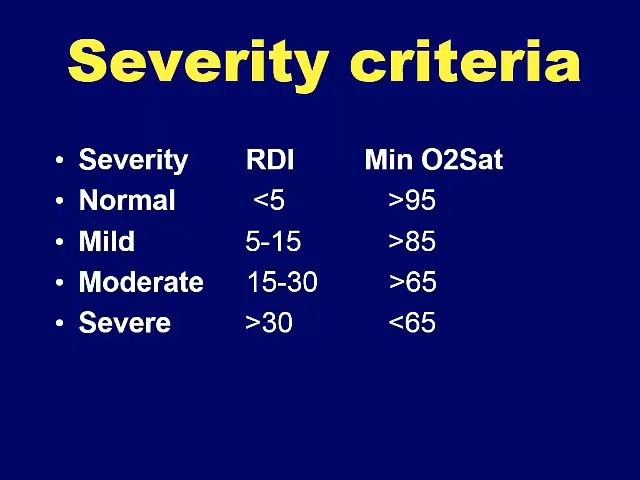 Severity criteria
• Severity RDI Min O2Sat
• Normal <5 >95
• Mild 5-15 >85
• Moderate 15-30 >65
• Severe >30 <65